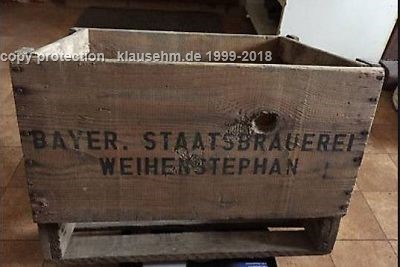 copy protection klausehm.de 1999-2018
"BAYER. STAATSBRAUEREI"
WEIHENSTEPHAN